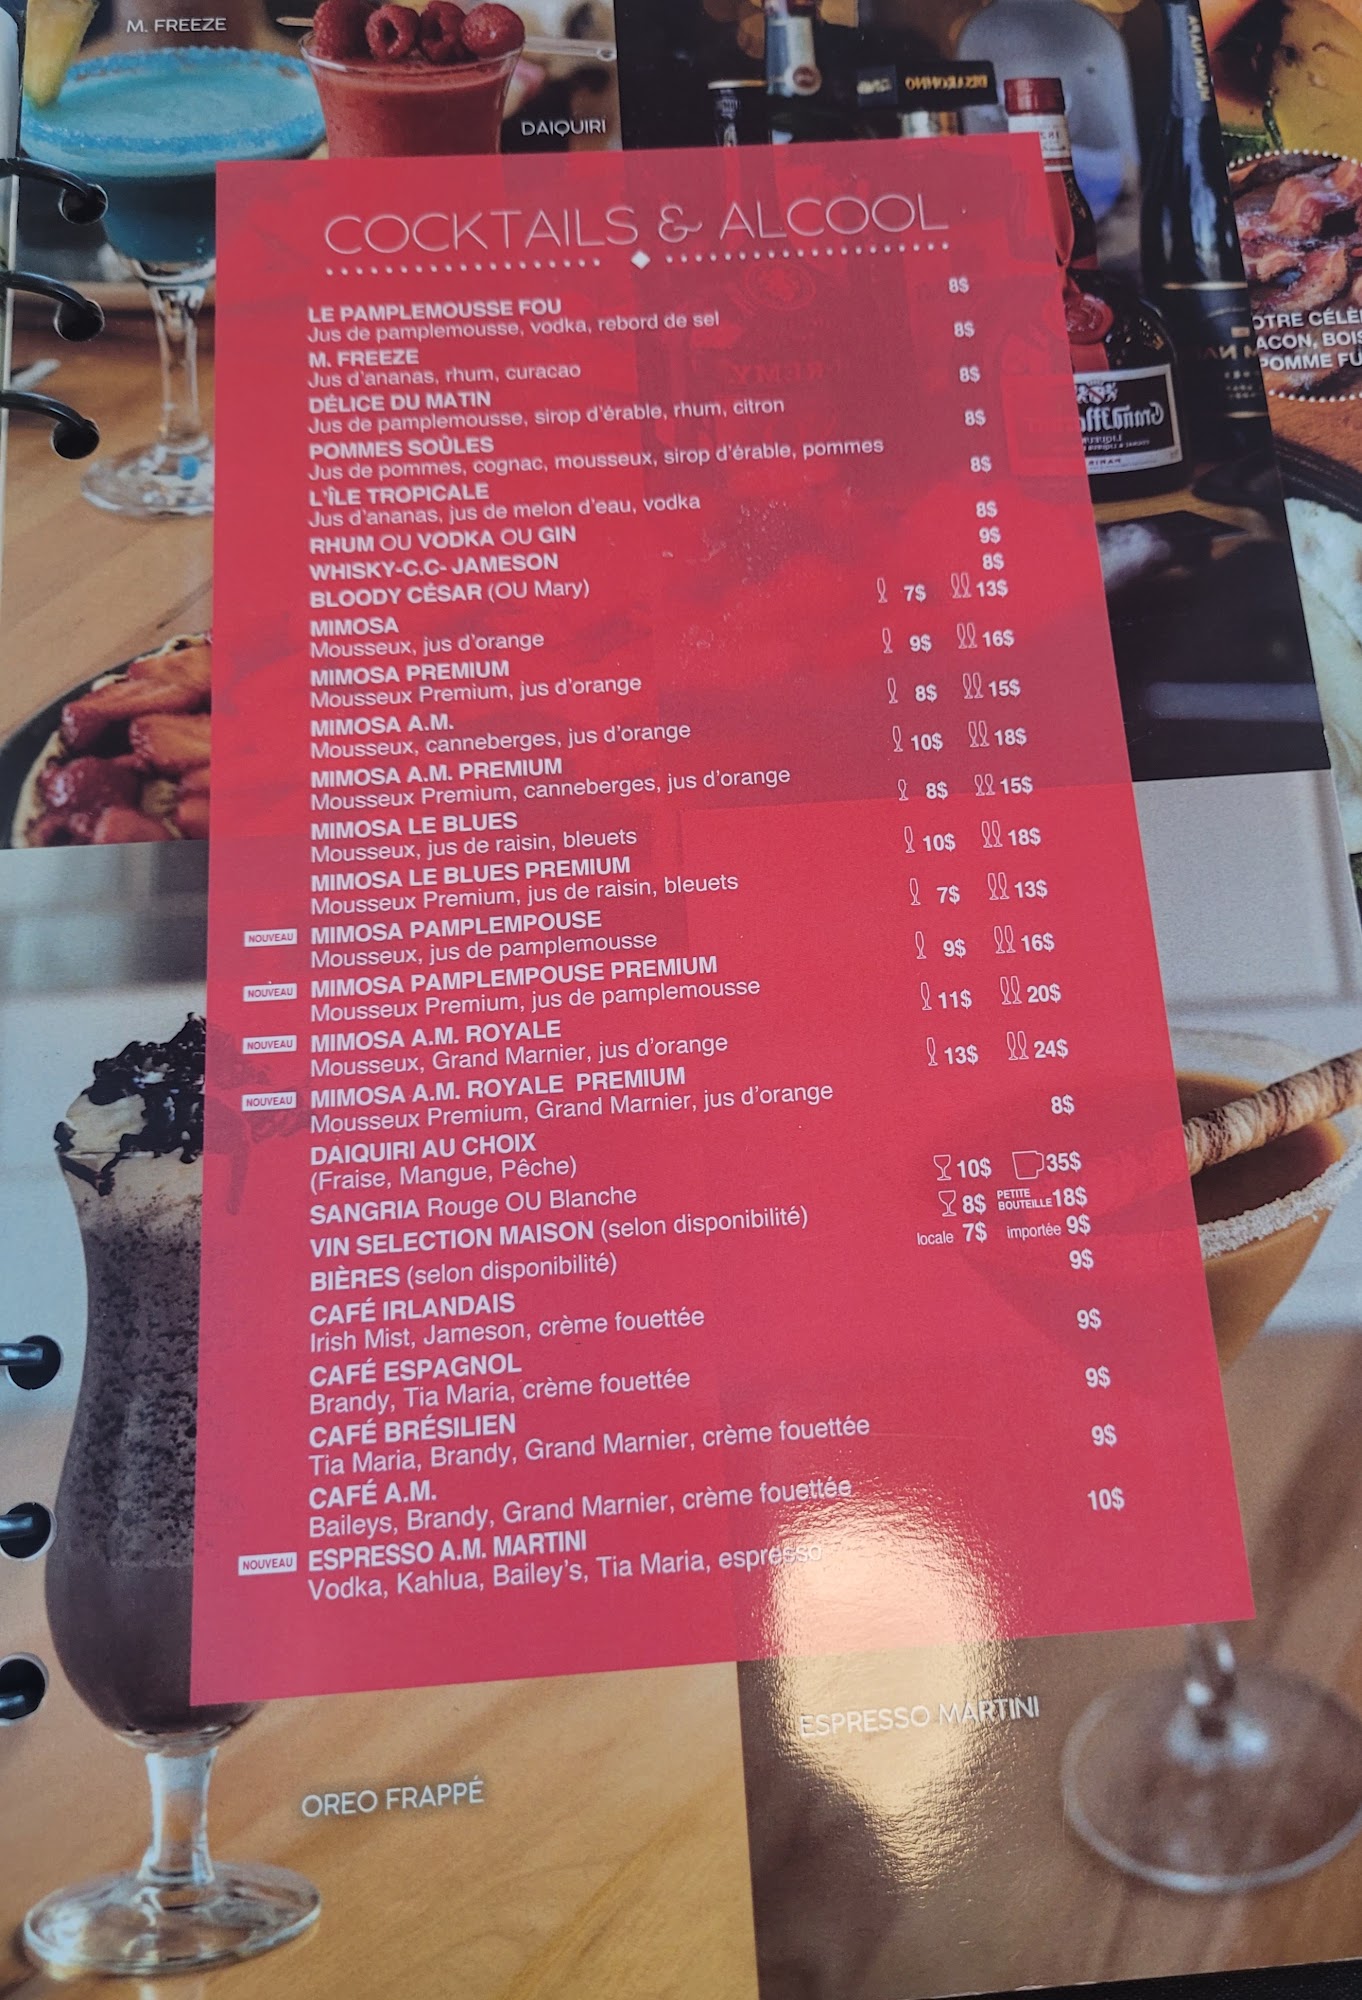 M. FREEZE
DAIQUIRI
COCKTAILS & ALCOOL
LE PAMPLEMOUSSE FOU 8$
Jus de pamplemousse, vodka, rebord de sel
M. FREEZE 8$
Jus d'ananas, rhum, curacao
DÉLICE DU MATIN 8$
Jus de pamplemousse, sirop d'érable, rhum, citron
POMMES SOÛLES 8$
Jus de pommes, cognac, mousseux, sirop d'érable, pommes
L'ÎLE TROPICALE 8$
Jus d'ananas, jus de melon d'eau, vodka
RHUM OU VODKA OU GIN 8$
WHISKY-C.C- JAMESON 9$
BLOODY CÉSAR (OU Mary) 8$
MIMOSA 7$ 13$
Mousseux, jus d'orange
MIMOSA PREMIUM 9$ 16$
Mousseux Premium, jus d'orange
MIMOSA A.M. 8$ 15$
Mousseux, canneberges, jus d'orange
MIMOSA A.M. PREMIUM 10$ 18$
Mousseux Premium, canneberges, jus d'orange
MIMOSA LE BLUES 8$ 15$
Mousseux, jus de raisin, bleuets
MIMOSA LE BLUES PREMIUM 10$ 18$
Mousseux Premium, jus de raisin, bleuets
NOUVEAU MIMOSA PAMPLEMPOUSE 7$ 13$
Mousseux, jus de pamplemousse
NOUVEAU MIMOSA PAMPLEMPOUSE PREMIUM 9$ 16$
Mousseux Premium, jus de pamplemousse
NOUVEAU MIMOSA A.M. ROYALE 11$ 20$
Mousseux, Grand Marnier, jus d'orange
NOUVEAU MIMOSA A.M. ROYALE PREMIUM 13$ 24$
Mousseux Premium, Grand Marnier, jus d'orange
DAIQUIRI AU CHOIX 8$
(Fraise, Mangue, Pêche)
SANGRIA Rouge OU Blanche 10$ 35$
VIN SELECTION MAISON (selon disponibilité) 8$ PETITE BOUTEILLE 18$
BIÈRES (selon disponibilité) locale 7$ importée 9$
CAFÉ IRLANDAIS 9$
Irish Mist, Jameson, crème fouettée
CAFÉ ESPAGNOL 9$
Brandy, Tia Maria, crème fouettée
CAFÉ BRÉSILIEN 9$
Tia Maria, Brandy, Grand Marnier, crème fouettée
CAFÉ A.M. 9$
Baileys, Brandy, Grand Marnier, crème fouettée
NOUVEAU ESPRESSO A.M. MARTINI 10$
Vodka, Kahlua, Bailey's, Tia Maria, espresso
OREO FRAPPÉ
ESPRESSO MARTINI